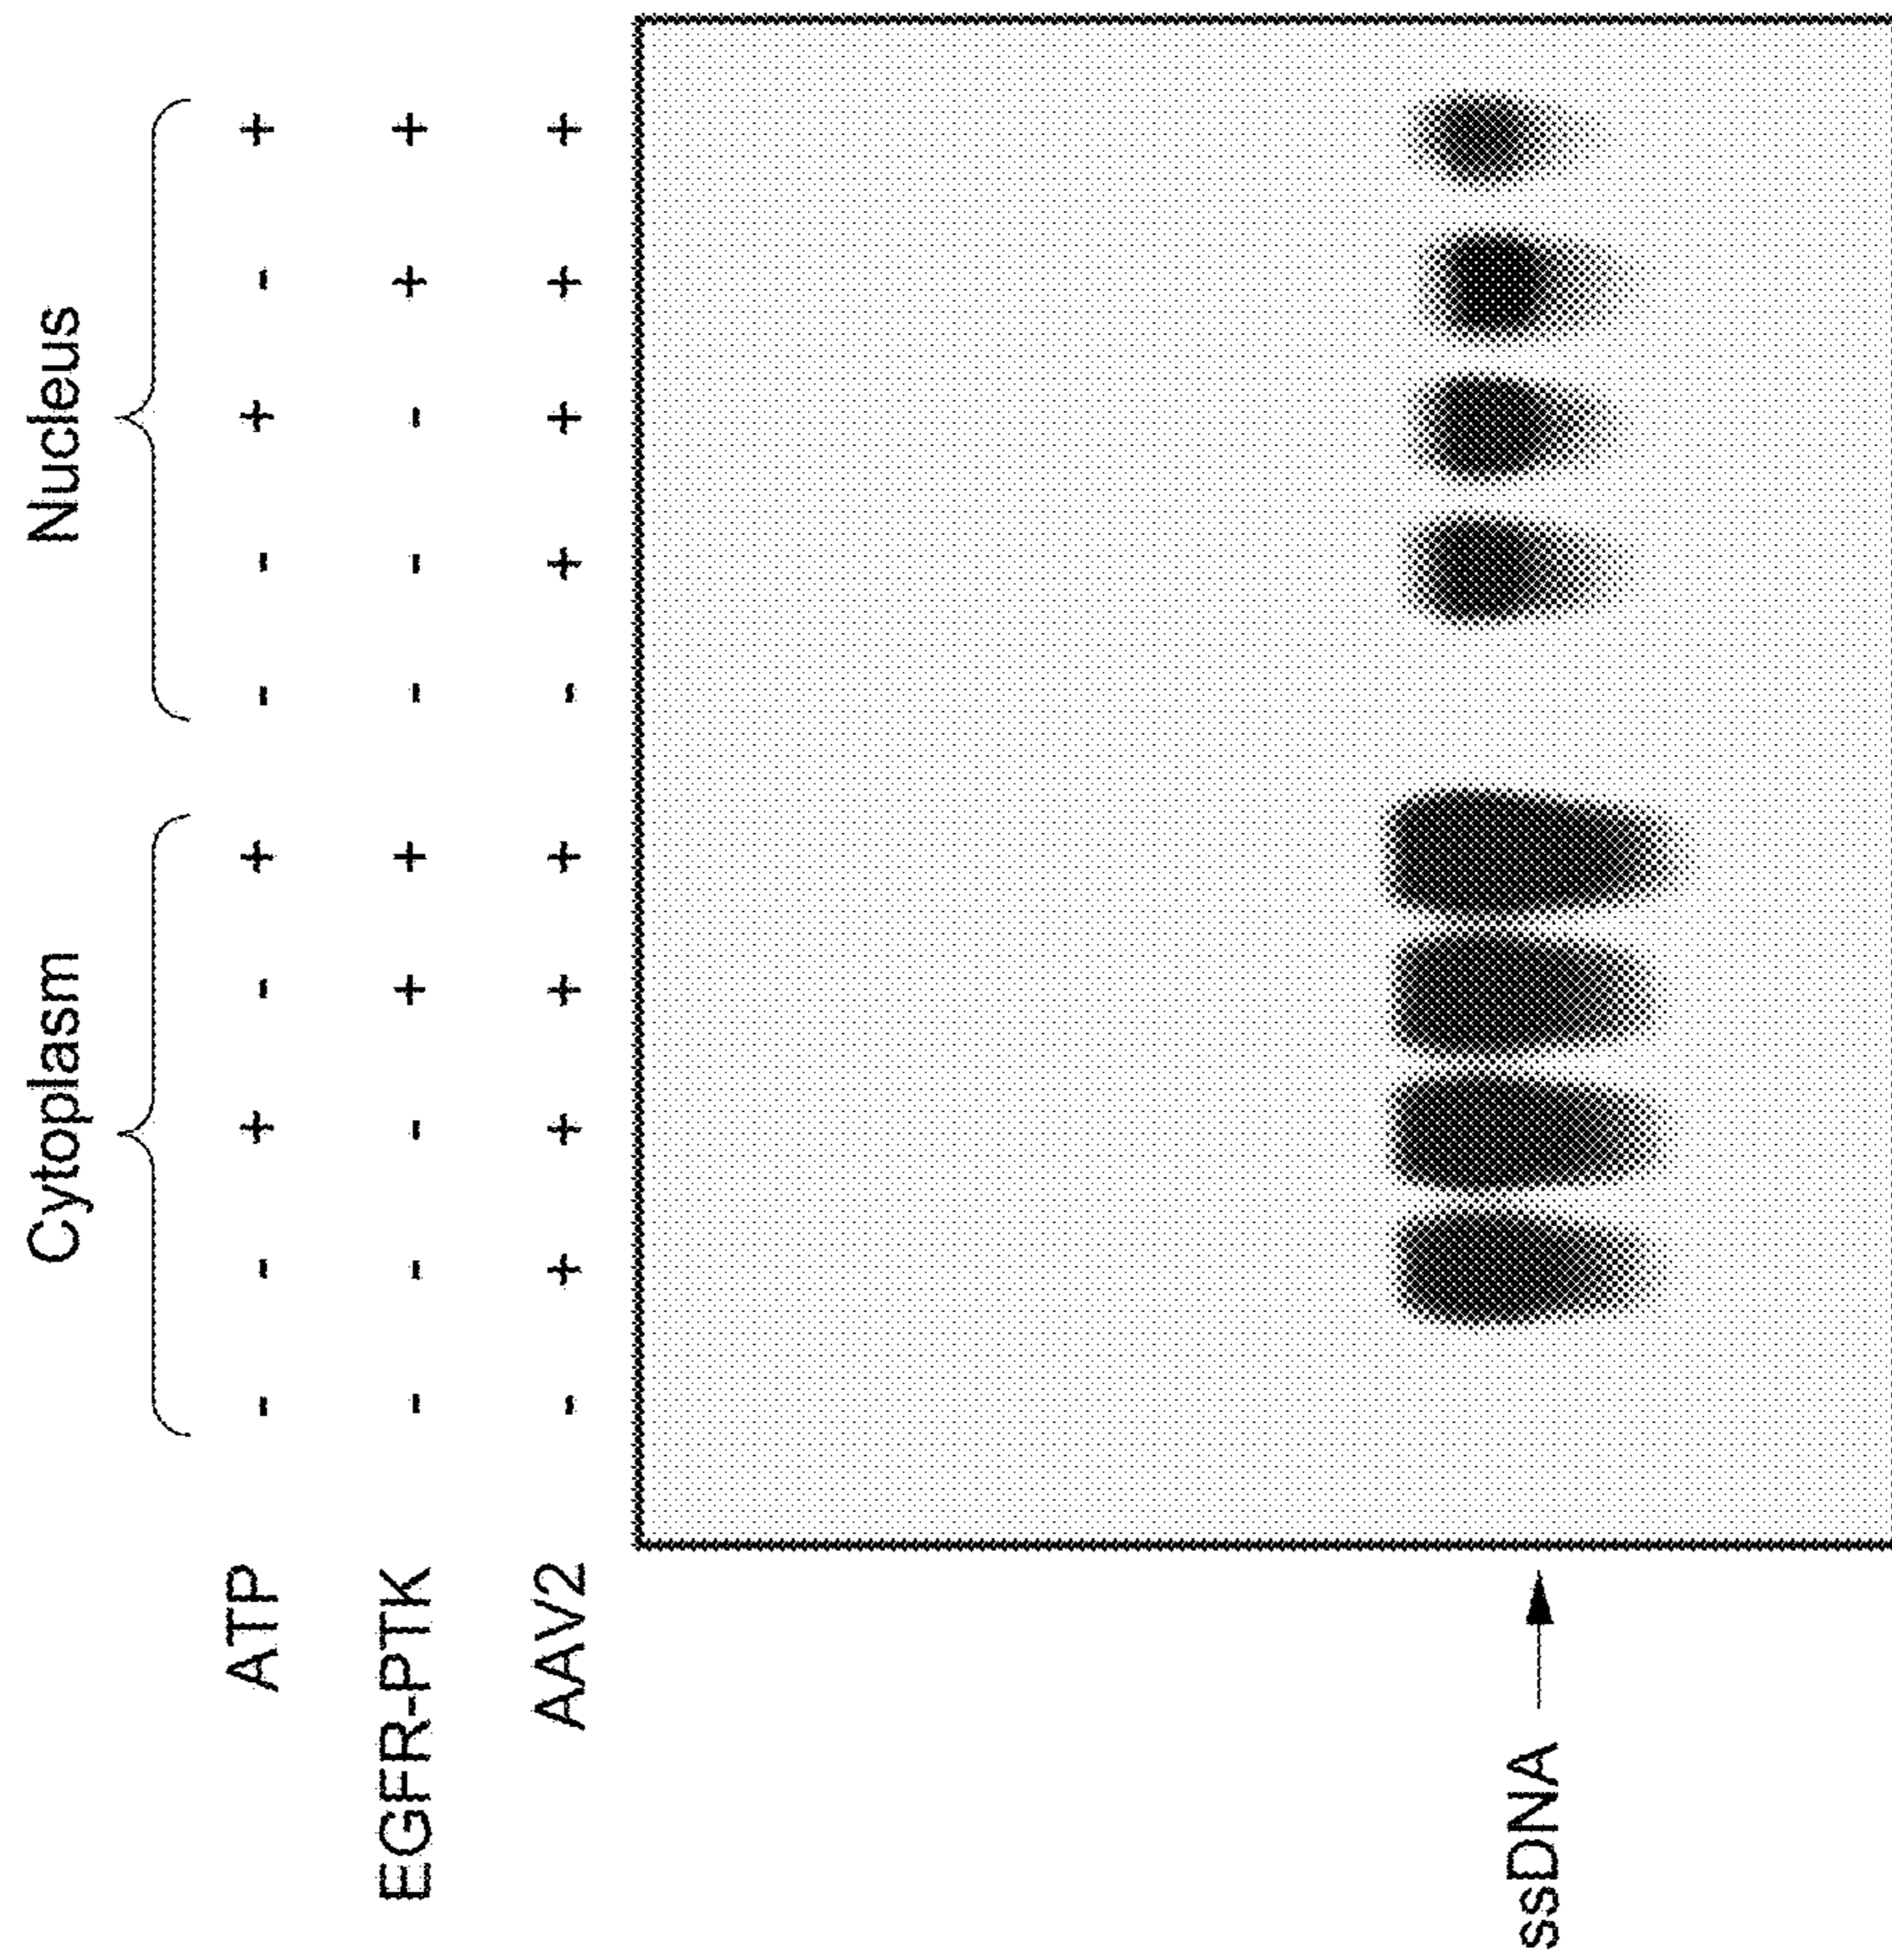 Cytoplasm Nucleus
ATP - - + - + - - + - +
EGFR-PTK - - - + + - - - + +
AAV2 - + + + + - + + + +
ssDNA